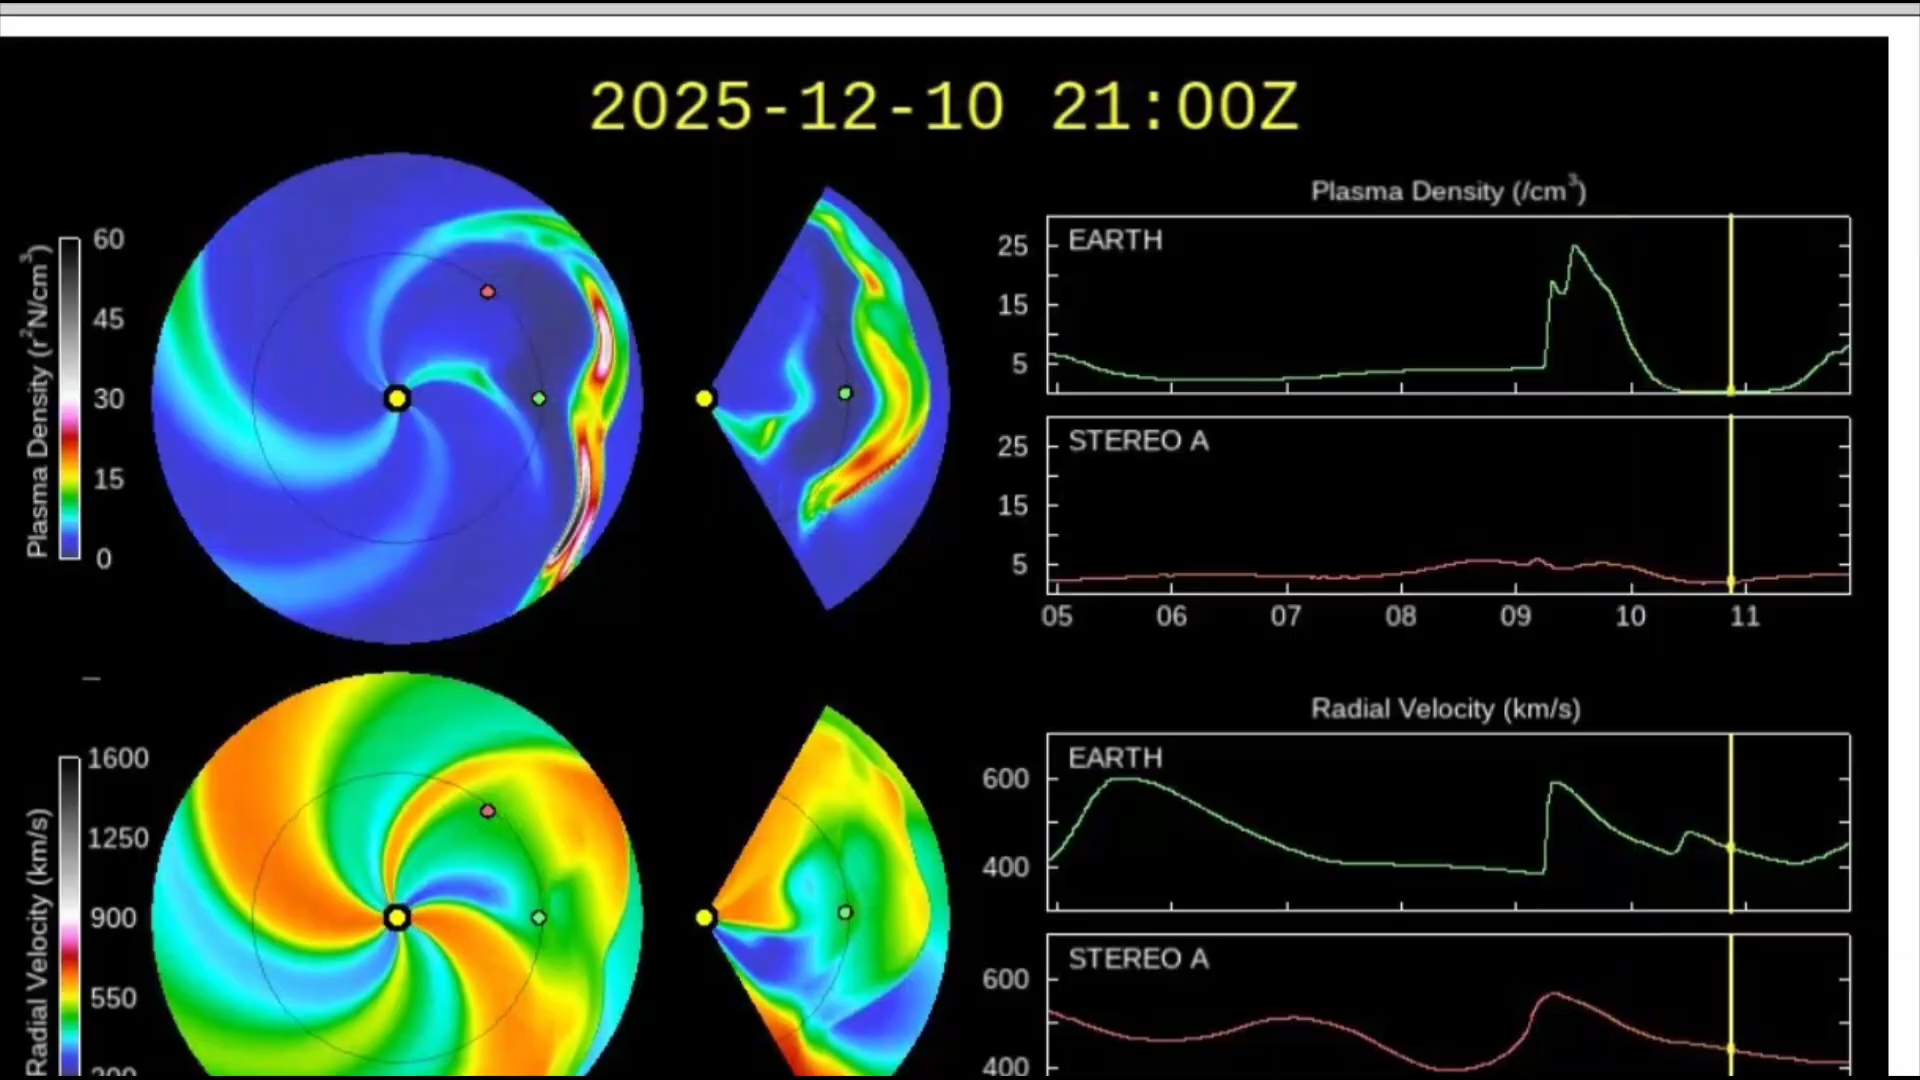 2025-12-10 21:00Z
Plasma Density (r²N/cm³)
60
45
30
15
0
Plasma Density (/cm³)
EARTH
25
15
5
STEREO A
25
15
5
05 06 07 08 09 10 11
Radial Velocity (km/s)
1600
1250
900
550
Radial Velocity (km/s)
EARTH
600
400
STEREO A
600
400